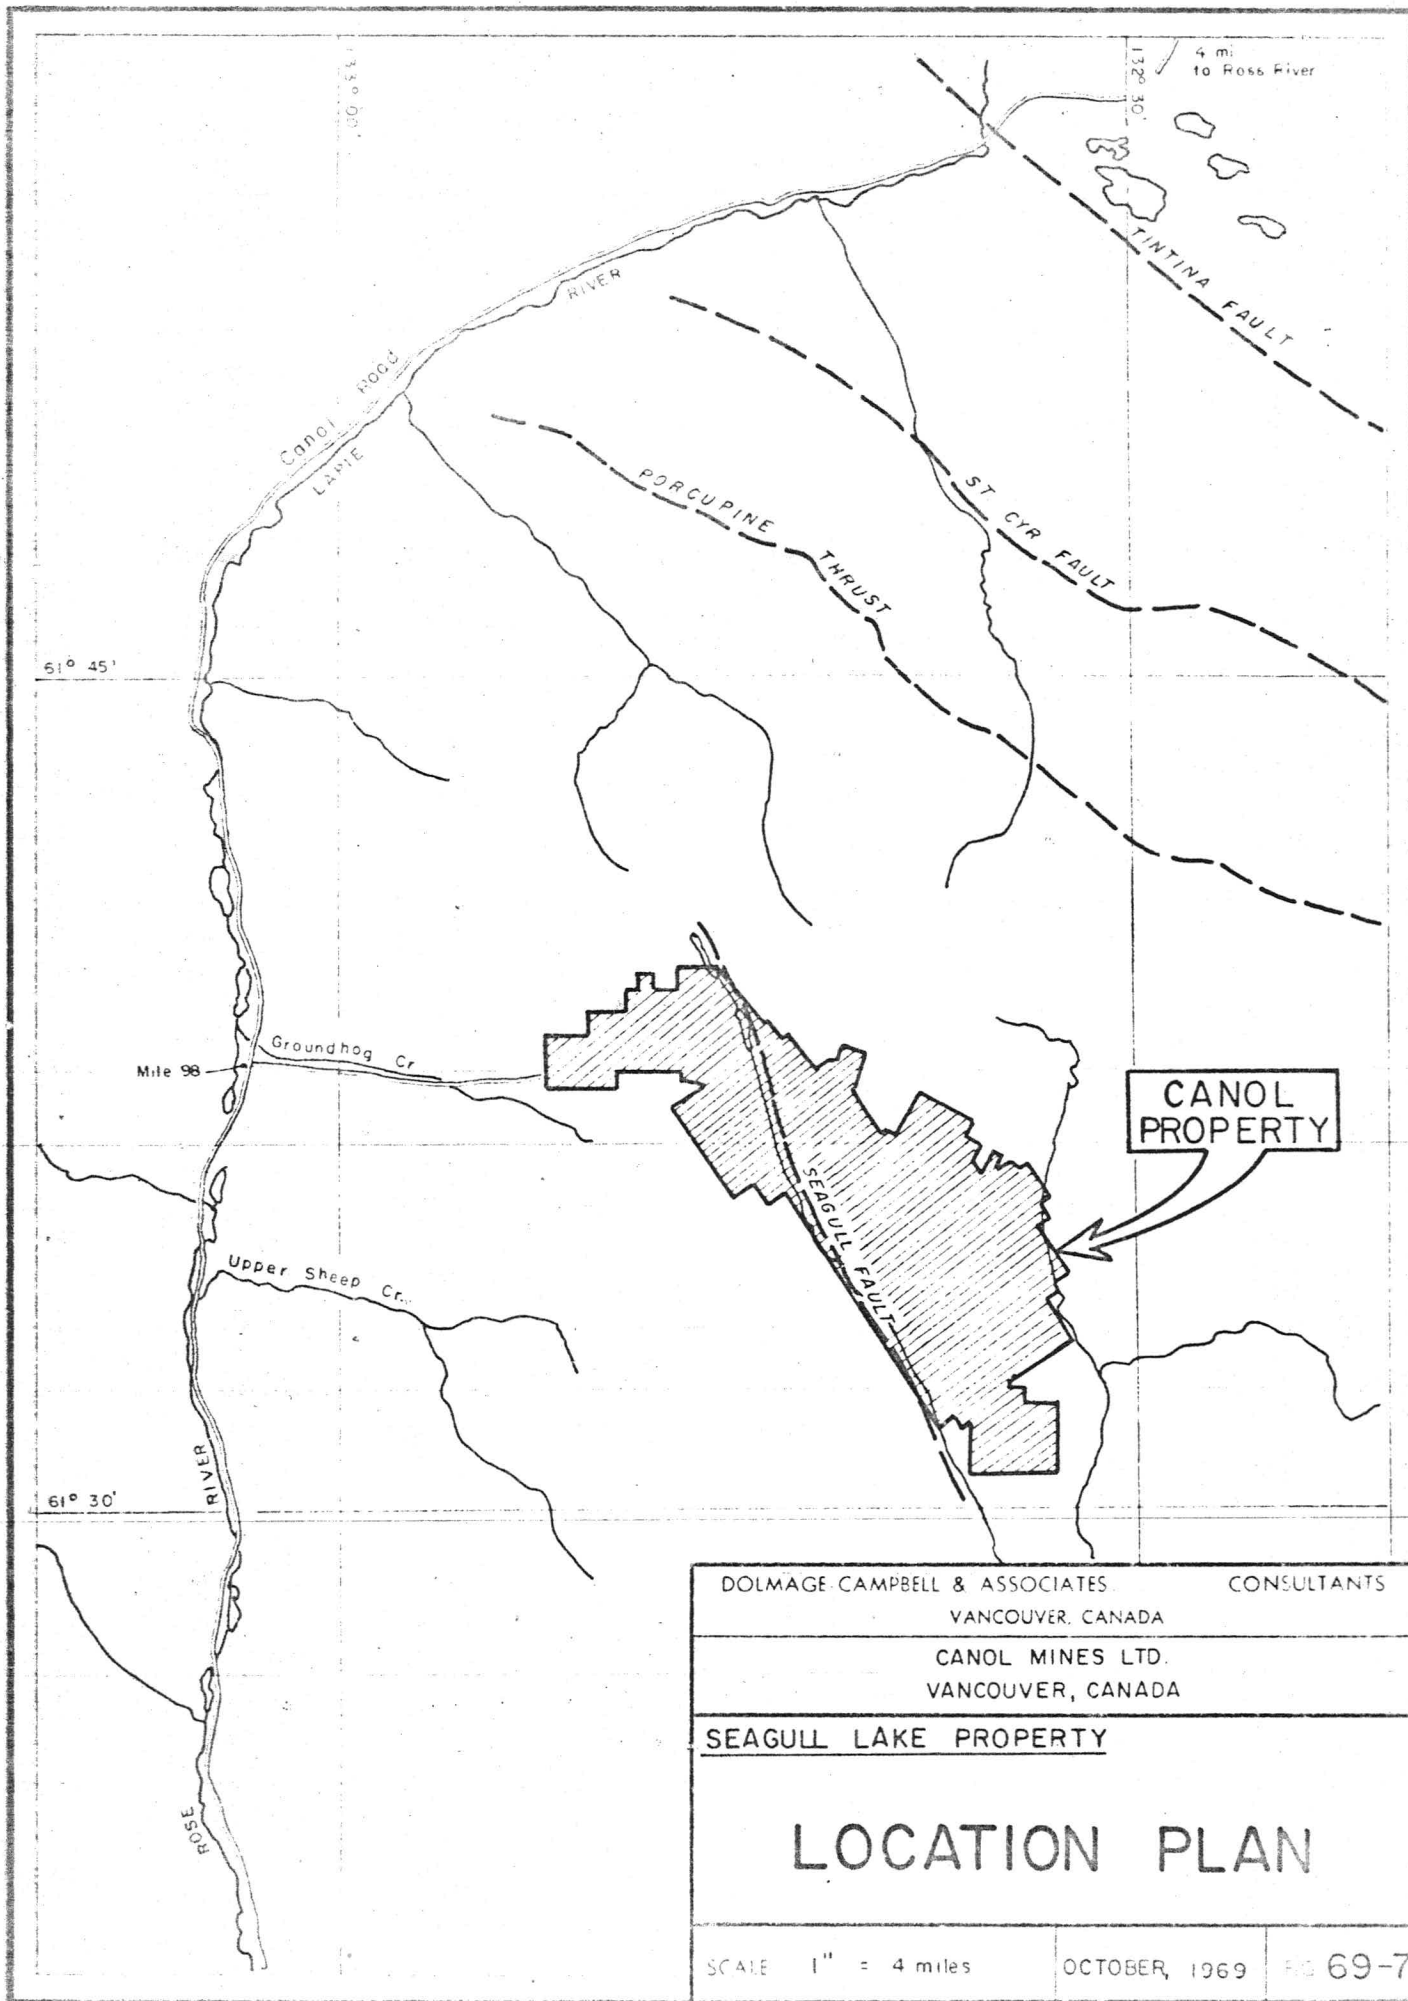 133° 00'
132° 30'
4 mi
to Ross River
TINTINA FAULT
RIVER
Canol Road
LAPIE
PORCUPINE THRUST
ST CYR FAULT
61° 45'
Groundhog Cr
Mile 98
CANOL
PROPERTY
SEAGULL FAULT
Upper Sheep Cr.
RIVER
61° 30'
ROSE
DOLMAGE CAMPBELL & ASSOCIATES CONSULTANTS
VANCOUVER, CANADA
CANOL MINES LTD.
VANCOUVER, CANADA
SEAGULL LAKE PROPERTY
LOCATION PLAN
SCALE 1" = 4 miles
OCTOBER, 1969
69-7